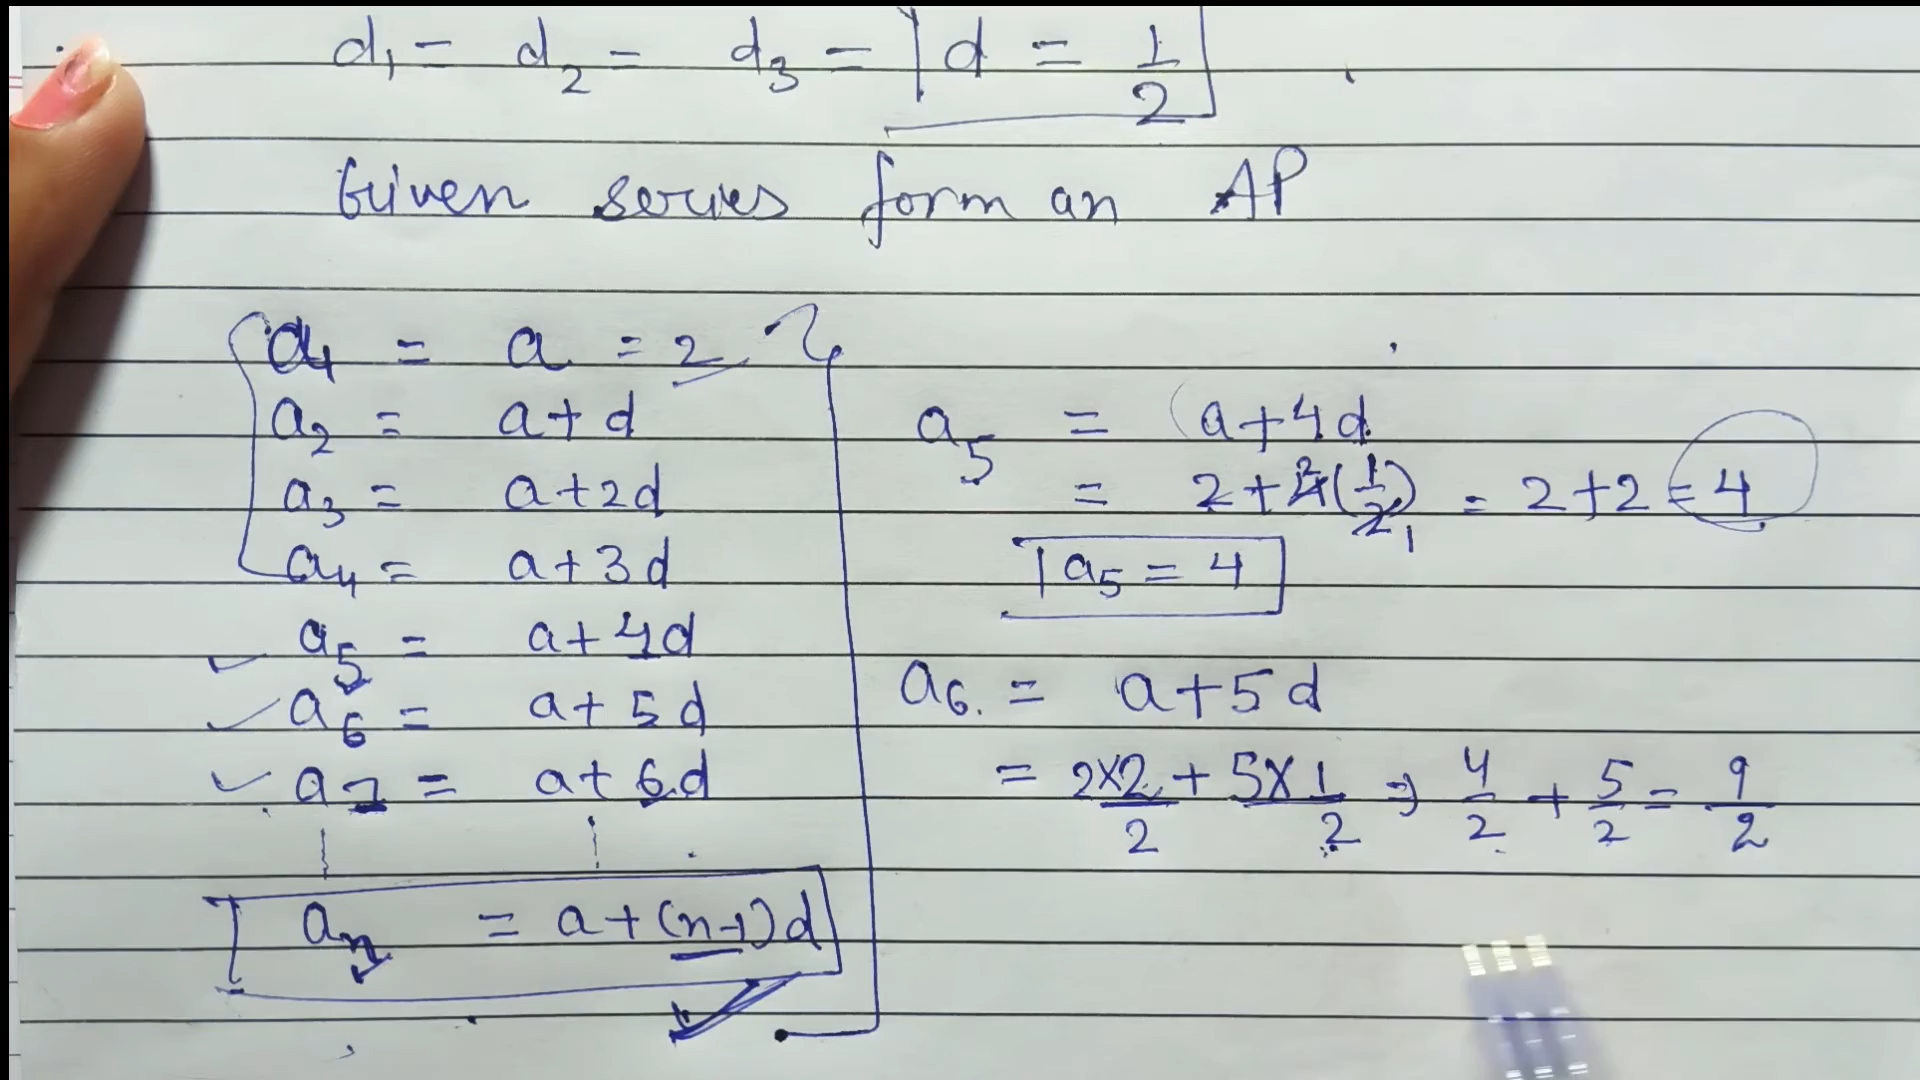 d₁ = d₂ = d₃ = d = 1/2
Given series form an AP
a₁ = a = 2
a₂ = a + d
a₃ = a + 2d
a₄ = a + 3d
a₅ = a + 4d
a₆ = a + 5d
a₇ = a + 6d
aₙ = a + (n-1)d
a₅ = a + 4d
= 2 + 4(1/2) = 2 + 2 = 4
a₅ = 4
a₆ = a + 5d
= 2×2/2 + 5×1/2 ⇒ 4/2 + 5/2 = 9/2